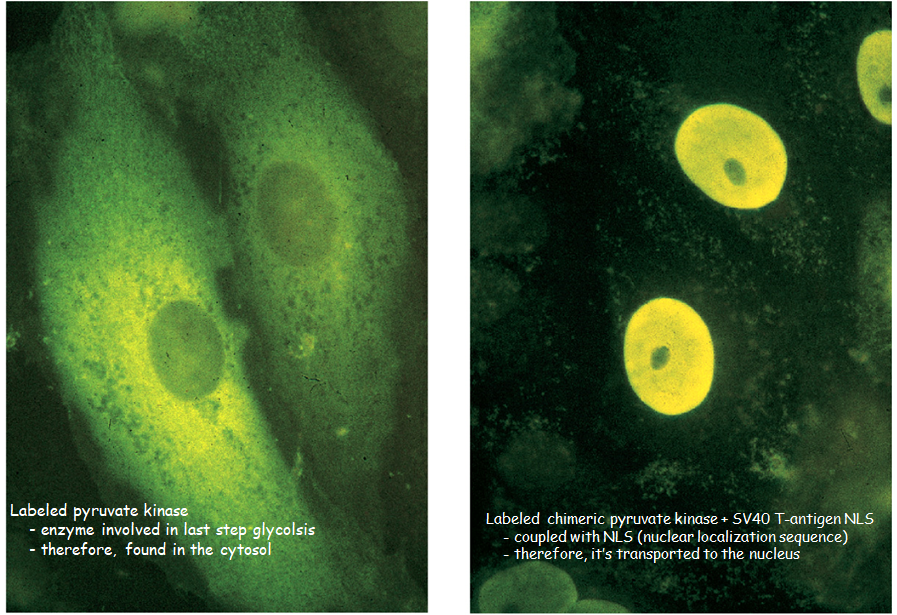 Labeled pyruvate kinase
- enzyme involved in last step glycolsis
- therefore, found in the cytosol
Labeled chimeric pyruvate kinase + SV40 T-antigen NLS
- coupled with NLS (nuclear localization sequence)
- therefore, it's transported to the nucleus